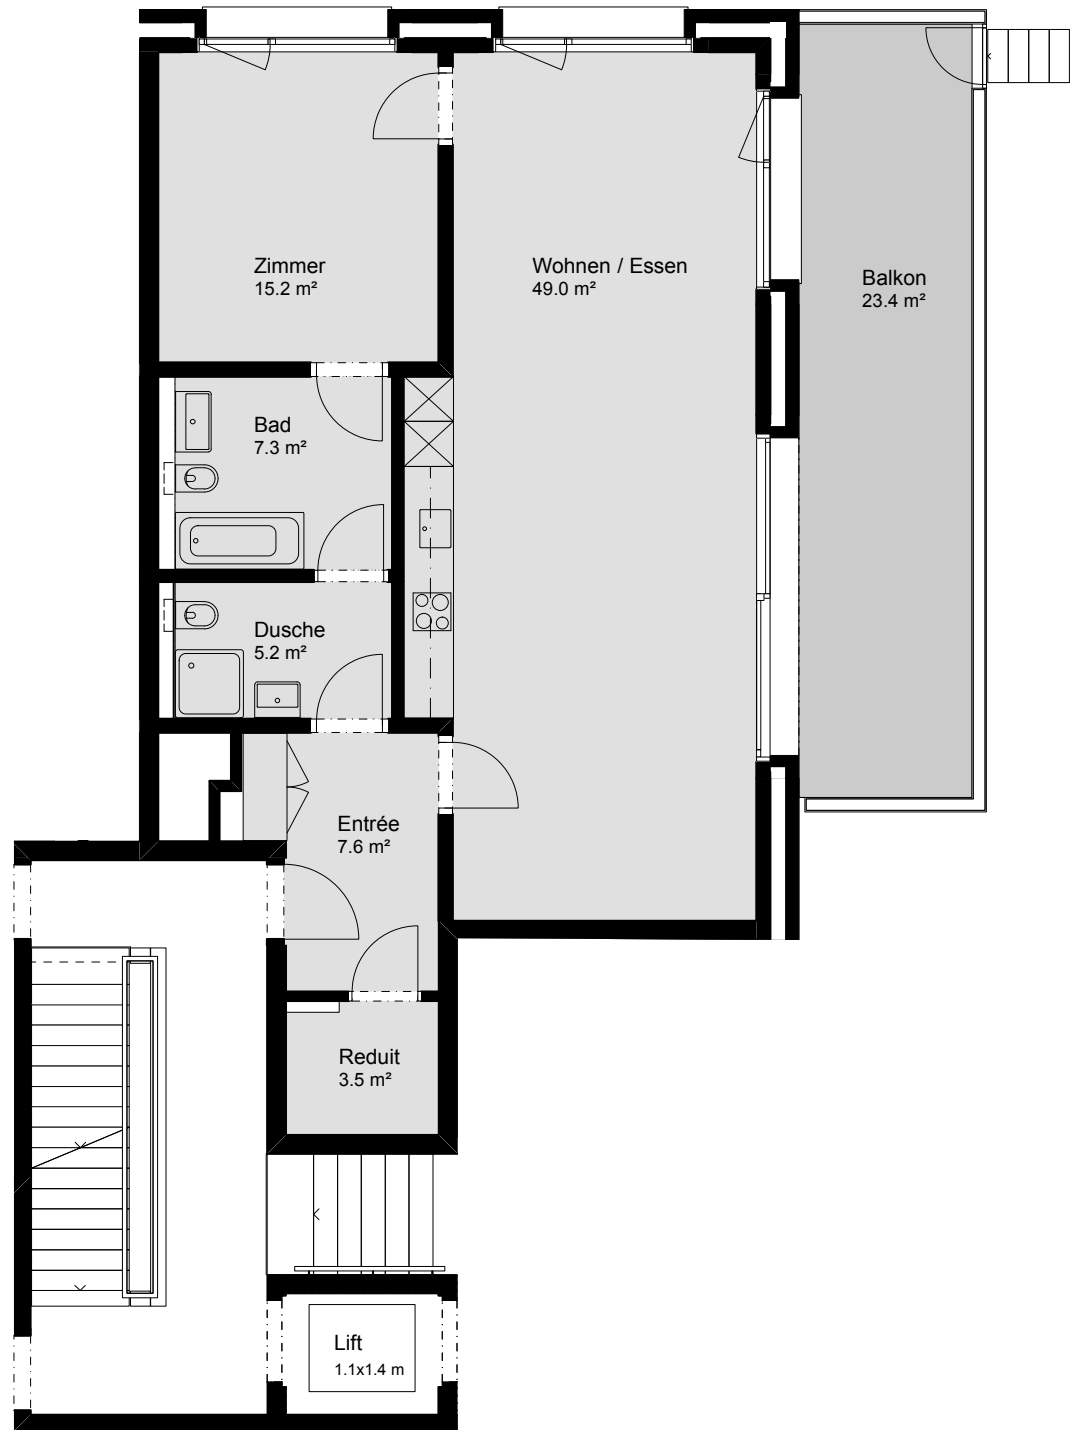 Zimmer
15.2 m²
Wohnen / Essen
49.0 m²
Balkon
23.4 m²
Bad
7.3 m²
Dusche
5.2 m²
Entrée
7.6 m²
Reduit
3.5 m²
Lift
1.1x1.4 m